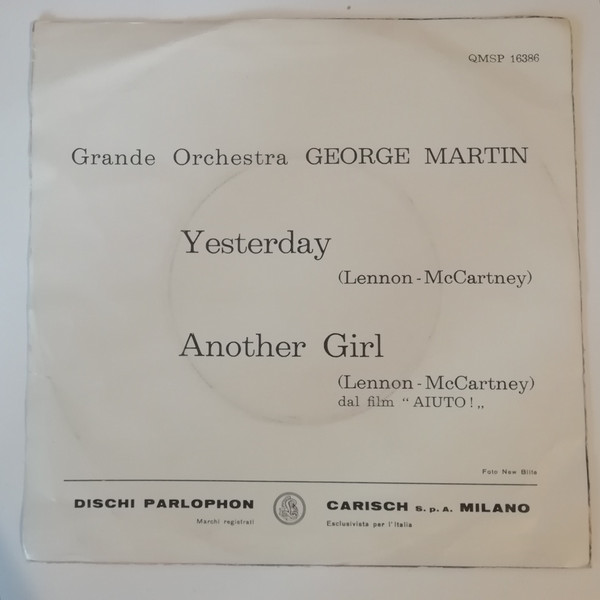 QMSP 16386
Grande Orchestra GEORGE MARTIN
Yesterday
(Lennon-McCartney)
Another Girl
(Lennon-McCartney)
dal film “ AIUTO! „
Foto New Blitz
DISCHI PARLOPHON
Marchi registrati
CARISCH S.p.A. MILANO
Esclusivista per l'Italia